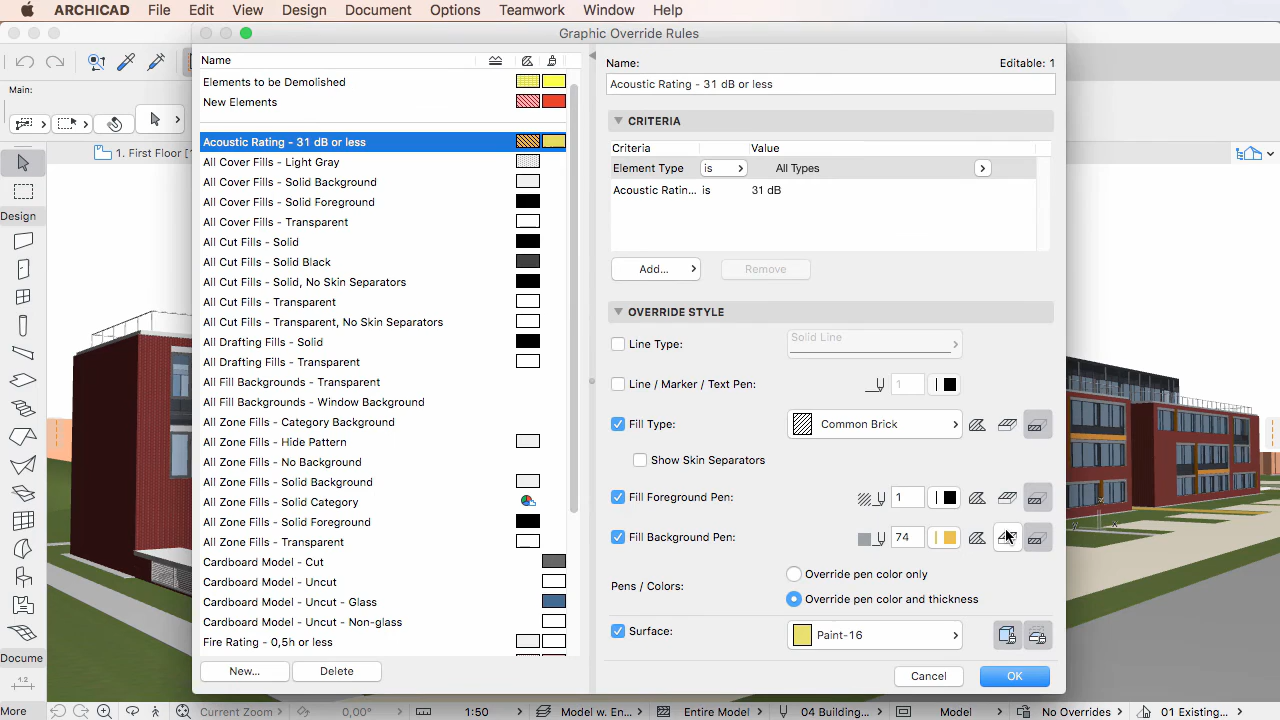 ARCHICAD File Edit View Design Document Options Teamwork Window Help
Graphic Override Rules
Main:
1. First Floor [1
Design
Docume
1.2
More
Name
Elements to be Demolished
New Elements
Acoustic Rating - 31 dB or less
All Cover Fills - Light Gray
All Cover Fills - Solid Background
All Cover Fills - Solid Foreground
All Cover Fills - Transparent
All Cut Fills - Solid
All Cut Fills - Solid Black
All Cut Fills - Solid, No Skin Separators
All Cut Fills - Transparent
All Cut Fills - Transparent, No Skin Separators
All Drafting Fills - Solid
All Drafting Fills - Transparent
All Fill Backgrounds - Transparent
All Fill Backgrounds - Window Background
All Zone Fills - Category Background
All Zone Fills - Hide Pattern
All Zone Fills - No Background
All Zone Fills - Solid Background
All Zone Fills - Solid Category
All Zone Fills - Solid Foreground
All Zone Fills - Transparent
Cardboard Model - Cut
Cardboard Model - Uncut
Cardboard Model - Uncut - Glass
Cardboard Model - Uncut - Non-glass
Fire Rating - 0,5h or less
New... Delete
Name: Editable: 1
Acoustic Rating - 31 dB or less
CRITERIA
Criteria Value
Element Type is All Types
Acoustic Ratin... is 31 dB
Add... Remove
OVERRIDE STYLE
Line Type: Solid Line
Line / Marker / Text Pen: 1
Fill Type: Common Brick
Show Skin Separators
Fill Foreground Pen: 1
Fill Background Pen: 74
Pens / Colors: Override pen color only
Override pen color and thickness
Surface: Paint-16
Cancel OK
Current Zoom 0,00° 1:50 Model w. En... Entire Model 04 Building... Model No Overrides 01 Existing...